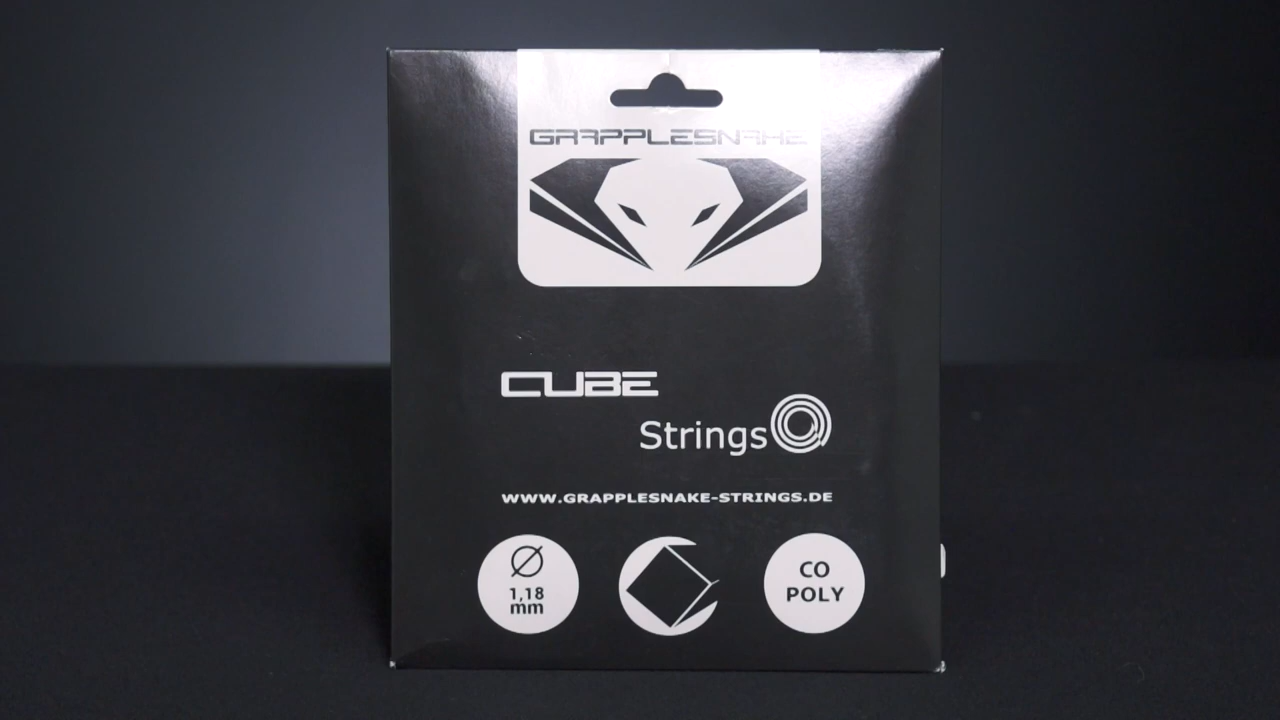 GRAPPLESNAKE
CUBE
Strings
WWW.GRAPPLESNAKE-STRINGS.DE
Ø
1,18
mm
CO
POLY